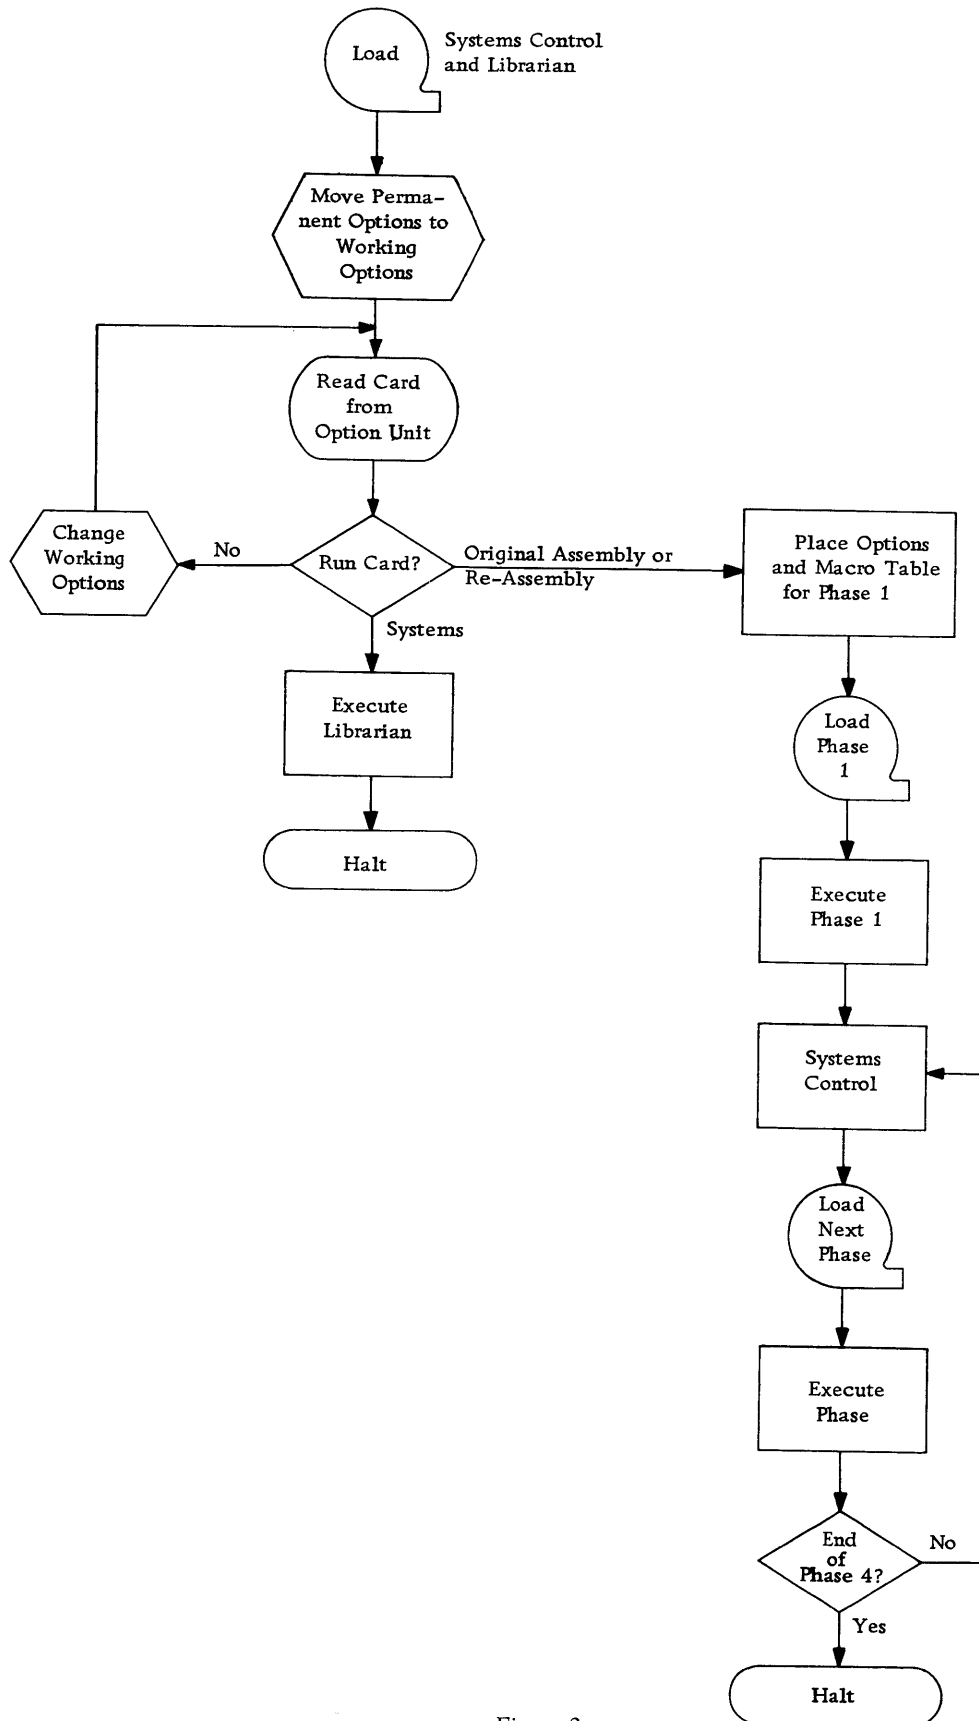 Load
Systems Control
and Librarian
Move Perma-
nent Options to
Working
Options
Read Card
from
Option Unit
Change
Working
Options
No
Run Card?
Original Assembly or
Re-Assembly
Systems
Execute
Librarian
Halt
Place Options
and Macro Table
for Phase 1
Load
Phase
1
Execute
Phase 1
Systems
Control
Load
Next
Phase
Execute
Phase
End
of
Phase 4?
No
Yes
Halt